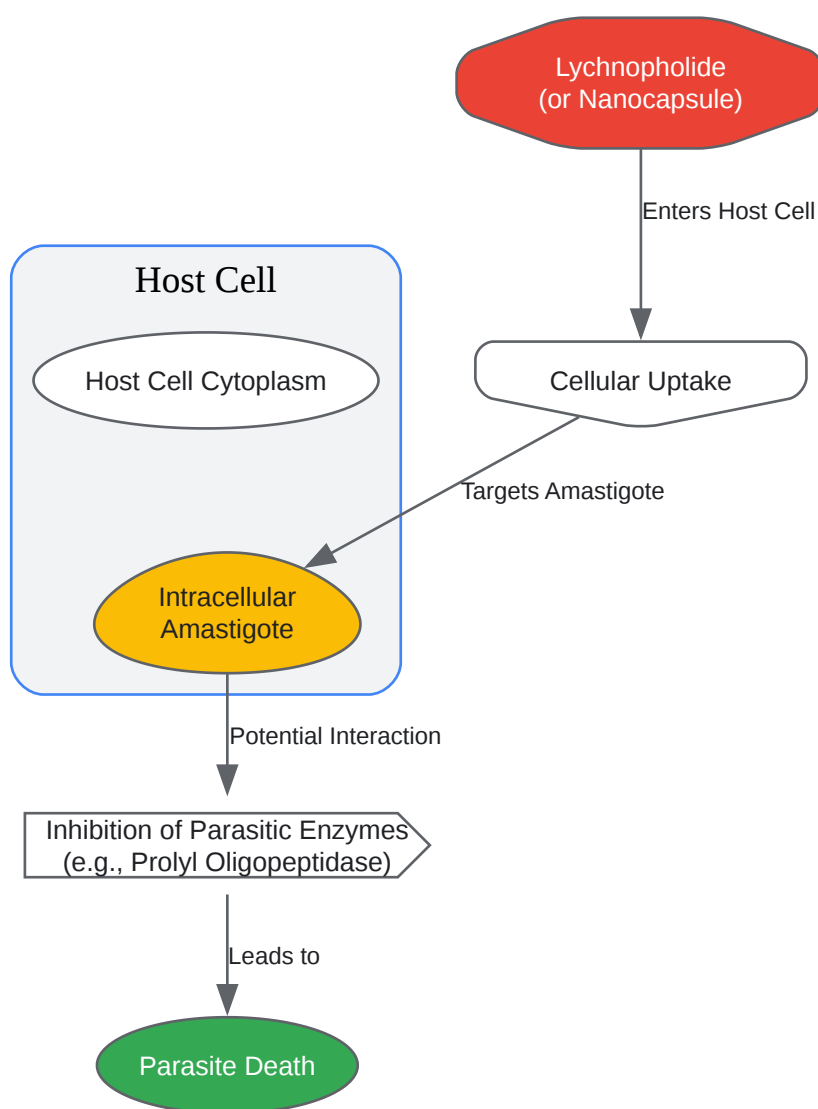 Lychnopholide
(or Nanocapsule)
Enters Host Cell
Host Cell
Host Cell Cytoplasm
Cellular Uptake
Targets Amastigote
Intracellular
Amastigote
Potential Interaction
Inhibition of Parasitic Enzymes
(e.g., Prolyl Oligopeptidase)
Leads to
Parasite Death